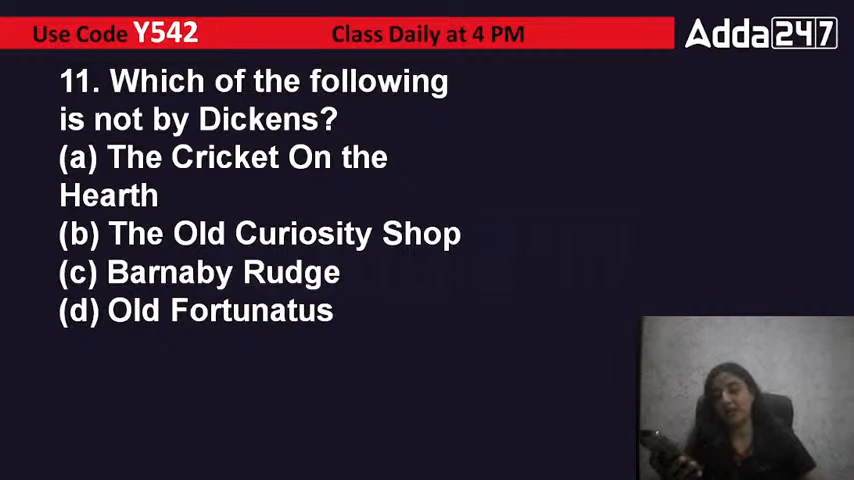 Use Code Y542 Class Daily at 4 PM Adda247
11. Which of the following
is not by Dickens?
(a) The Cricket On the
Hearth
(b) The Old Curiosity Shop
(c) Barnaby Rudge
(d) Old Fortunatus